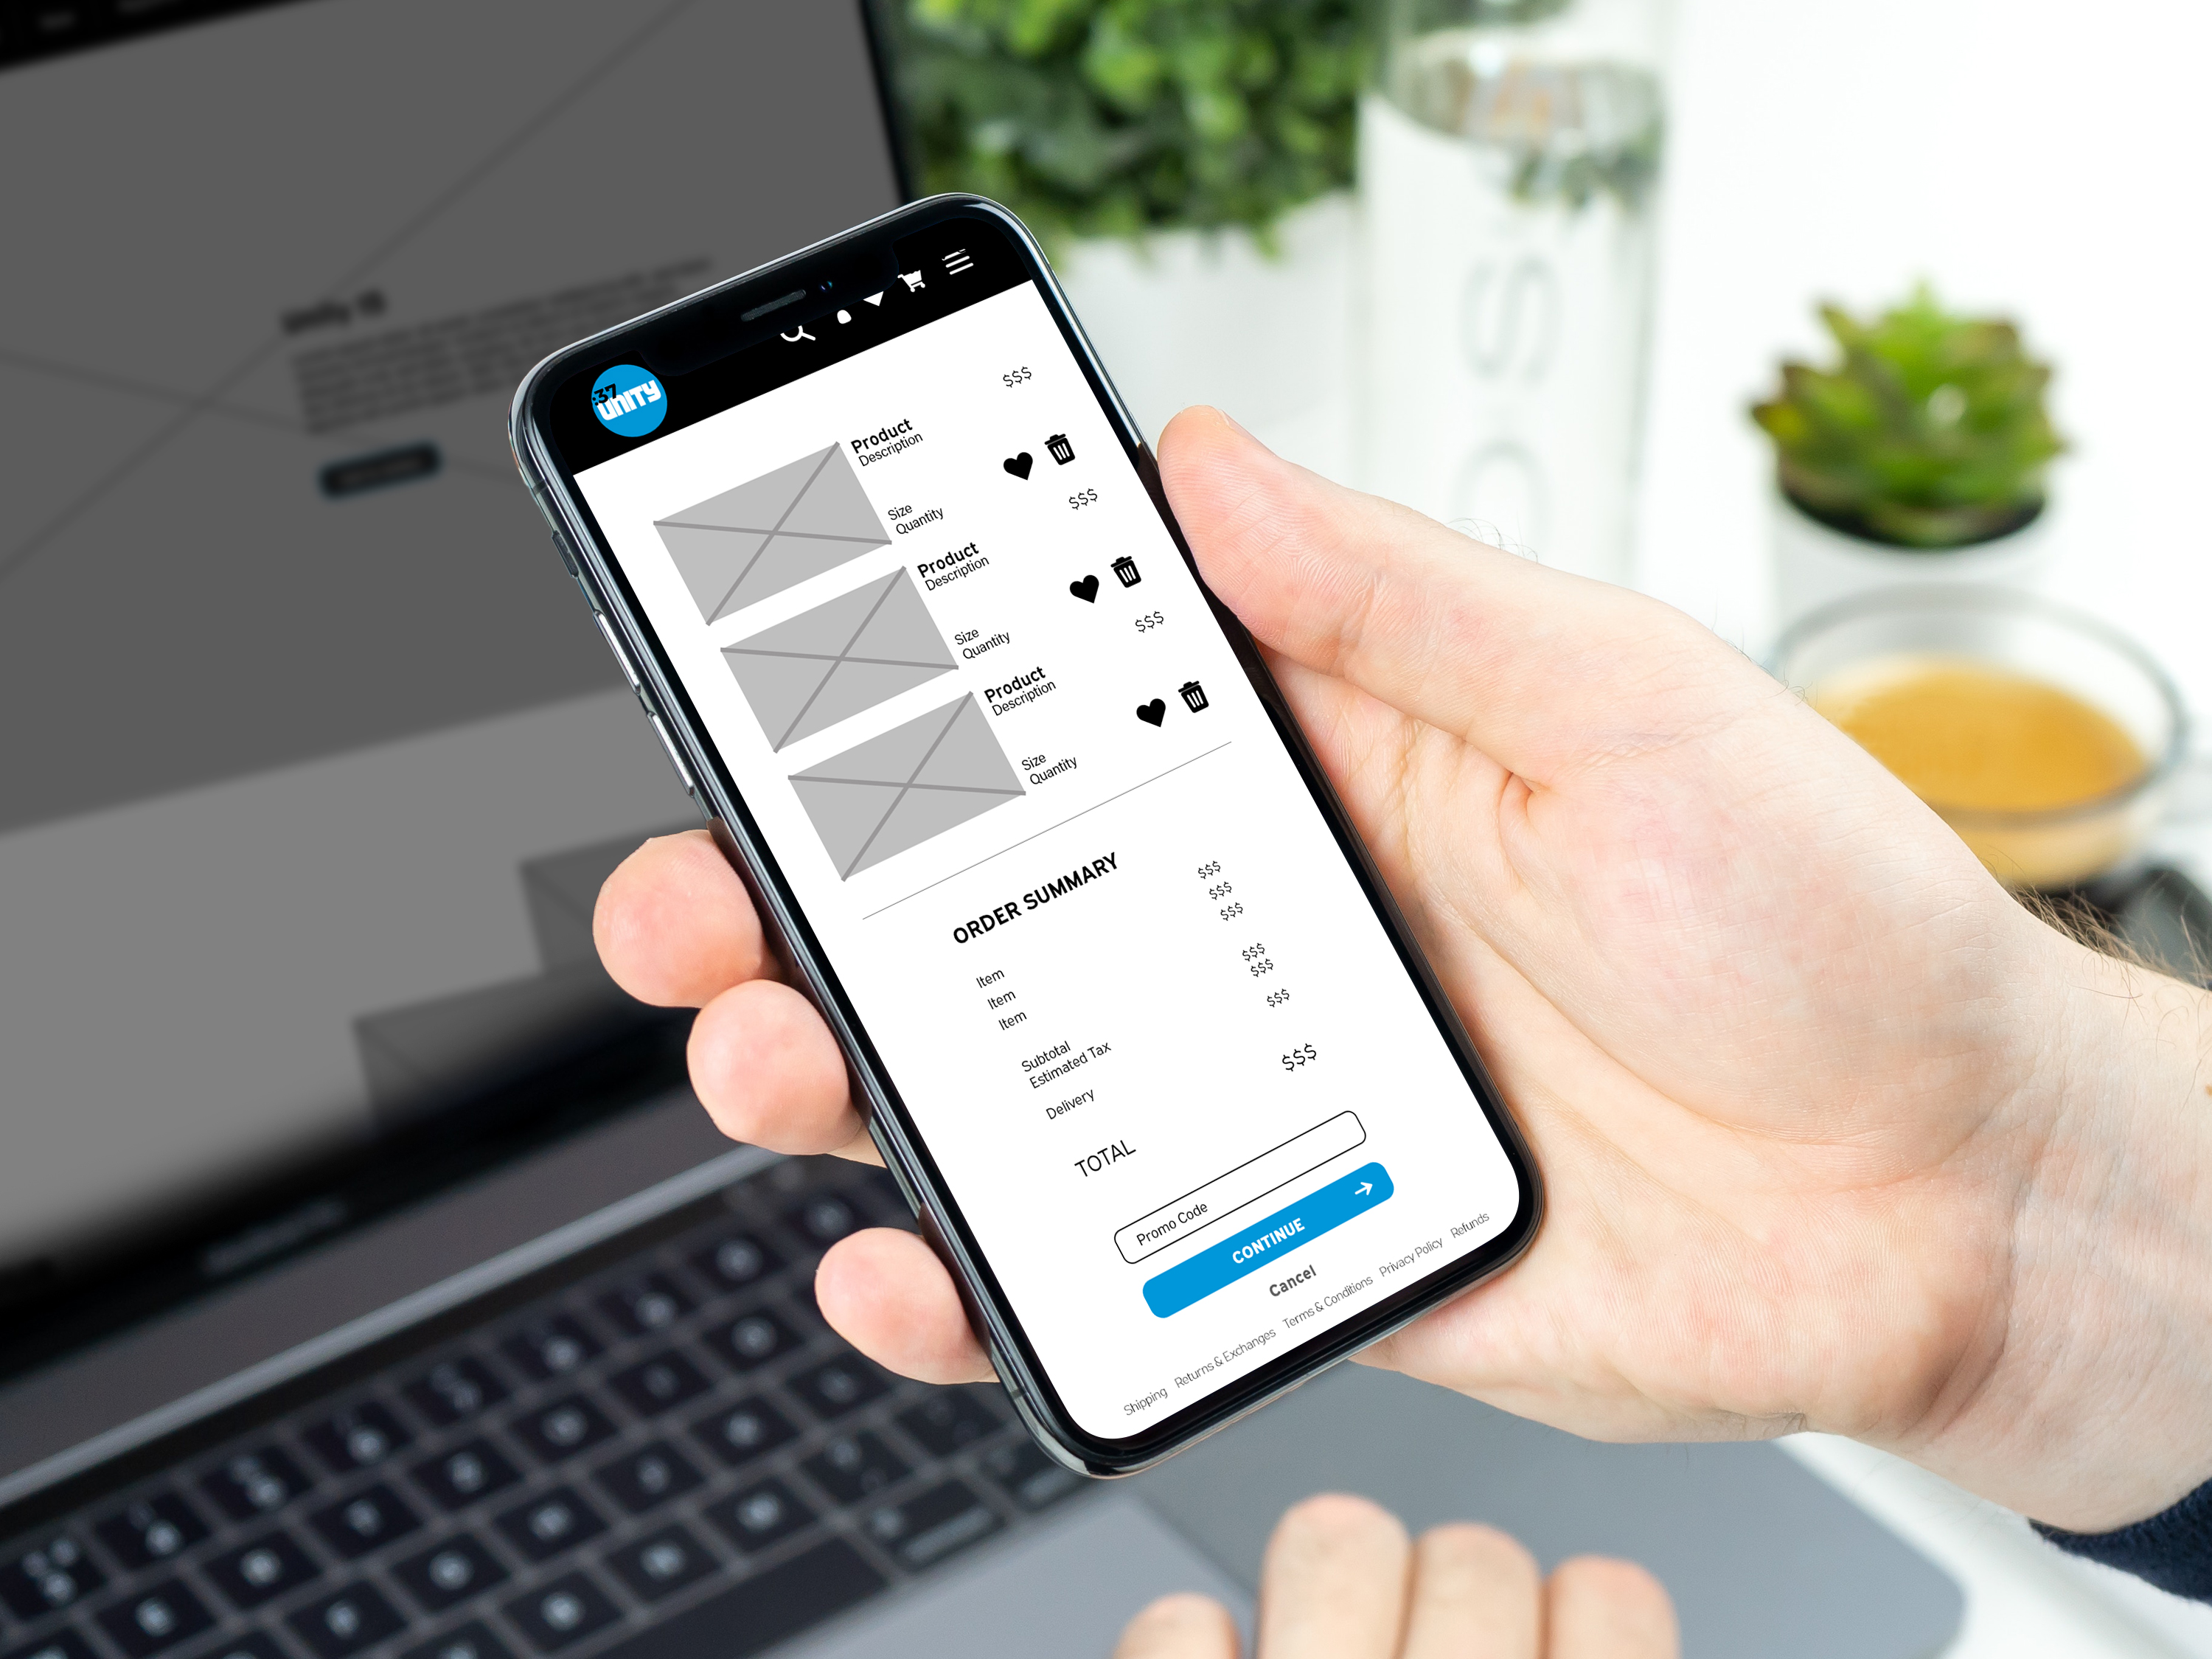 :37
UNITY
$$$
Product
Description
Size
Quantity
$$$
Product
Description
Size
Quantity
$$$
Product
Description
Size
Quantity
ORDER SUMMARY
Item $$$
Item $$$
Item $$$
Subtotal $$$
Estimated Tax $$$
Delivery $$$
TOTAL $$$
Promo Code
CONTINUE
Cancel
Shipping Returns & Exchanges Terms & Conditions Privacy Policy Refunds